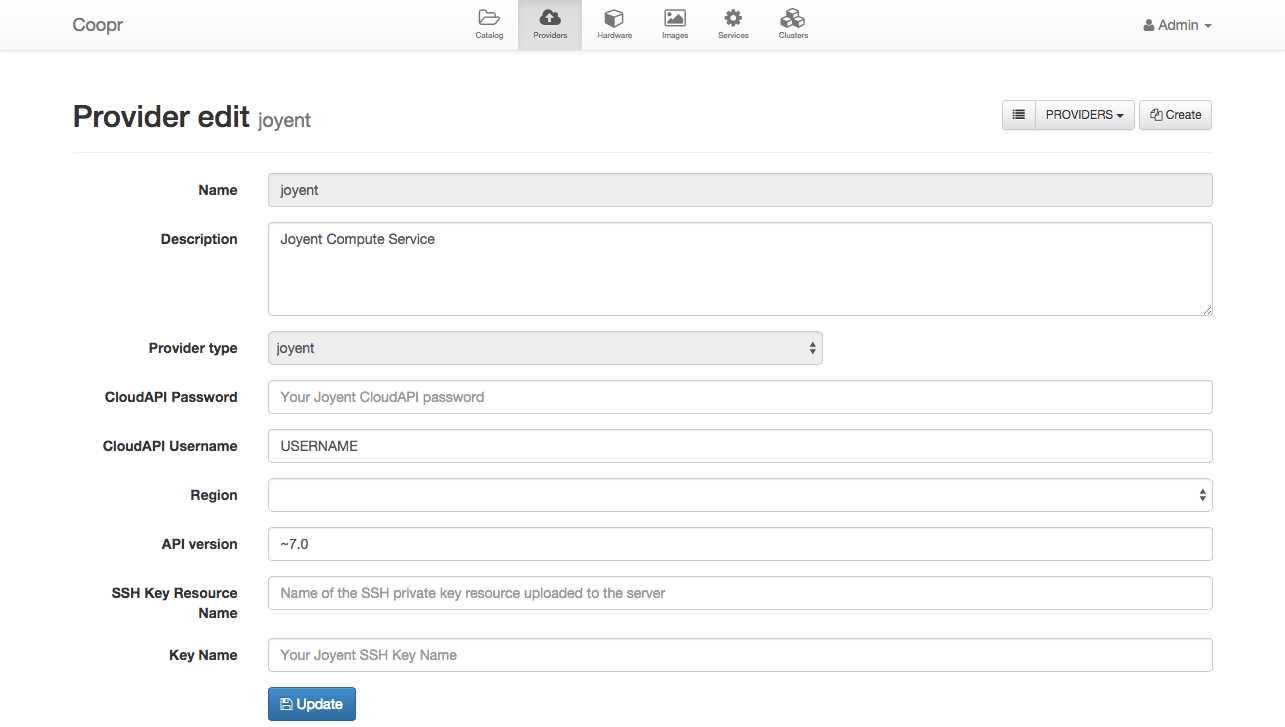 Coopr
Catalog
Providers
Hardware
Images
Services
Clusters
Admin
Provider edit joyent
PROVIDERS
Create
Name
joyent
Description
Joyent Compute Service
Provider type
joyent
CloudAPI Password
Your Joyent CloudAPI password
CloudAPI Username
USERNAME
Region
API version
~7.0
SSH Key Resource
Name
Name of the SSH private key resource uploaded to the server
Key Name
Your Joyent SSH Key Name
Update